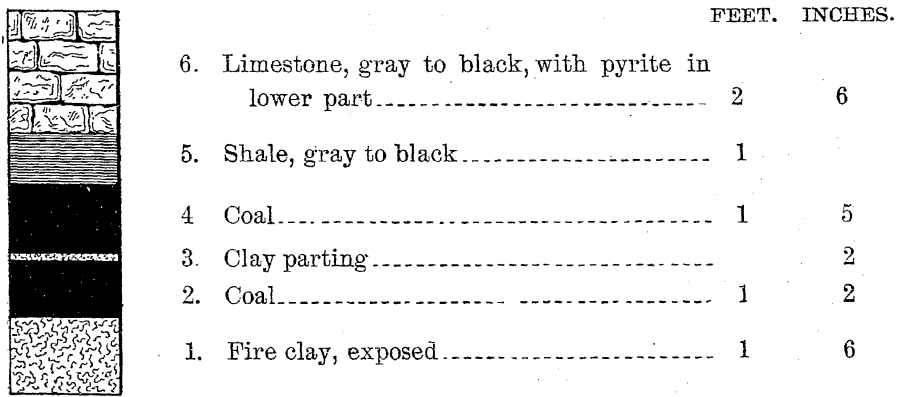 FEET. INCHES.
6. Limestone, gray to black, with pyrite in
lower part 2 6
5. Shale, gray to black 1
4 Coal 1 5
3. Clay parting 2
2. Coal 1 2
1. Fire clay, exposed 1 6